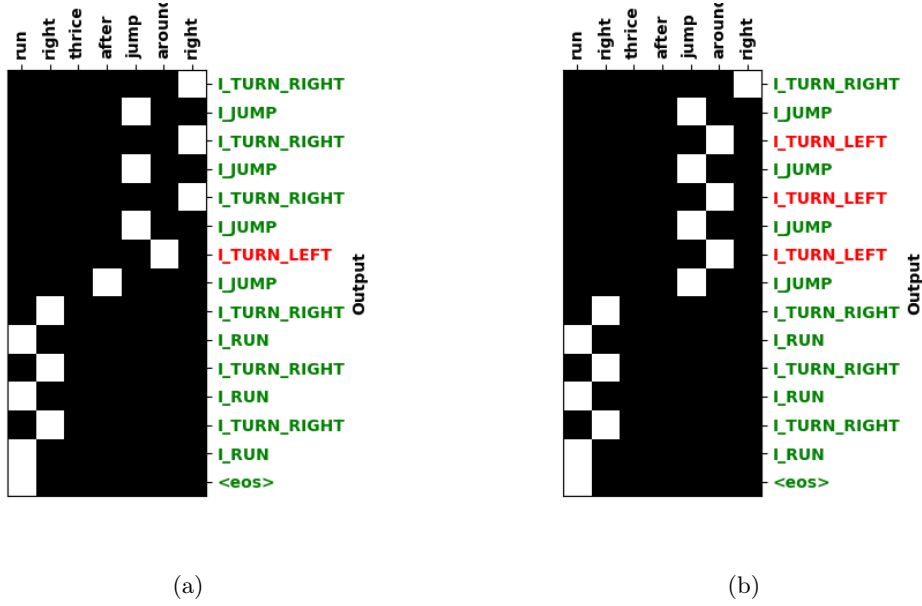 run right thrice after jump around right
I_TURN_RIGHT
I_JUMP
I_TURN_RIGHT
I_JUMP
I_TURN_RIGHT
I_JUMP
I_TURN_LEFT
I_JUMP
I_TURN_RIGHT
I_RUN
I_TURN_RIGHT
I_RUN
I_TURN_RIGHT
I_RUN
<eos>
Output
(a)
run right thrice after jump around right
I_TURN_RIGHT
I_JUMP
I_TURN_LEFT
I_JUMP
I_TURN_LEFT
I_JUMP
I_TURN_LEFT
I_JUMP
I_TURN_RIGHT
I_RUN
I_TURN_RIGHT
I_RUN
I_TURN_RIGHT
I_RUN
<eos>
Output
(b)